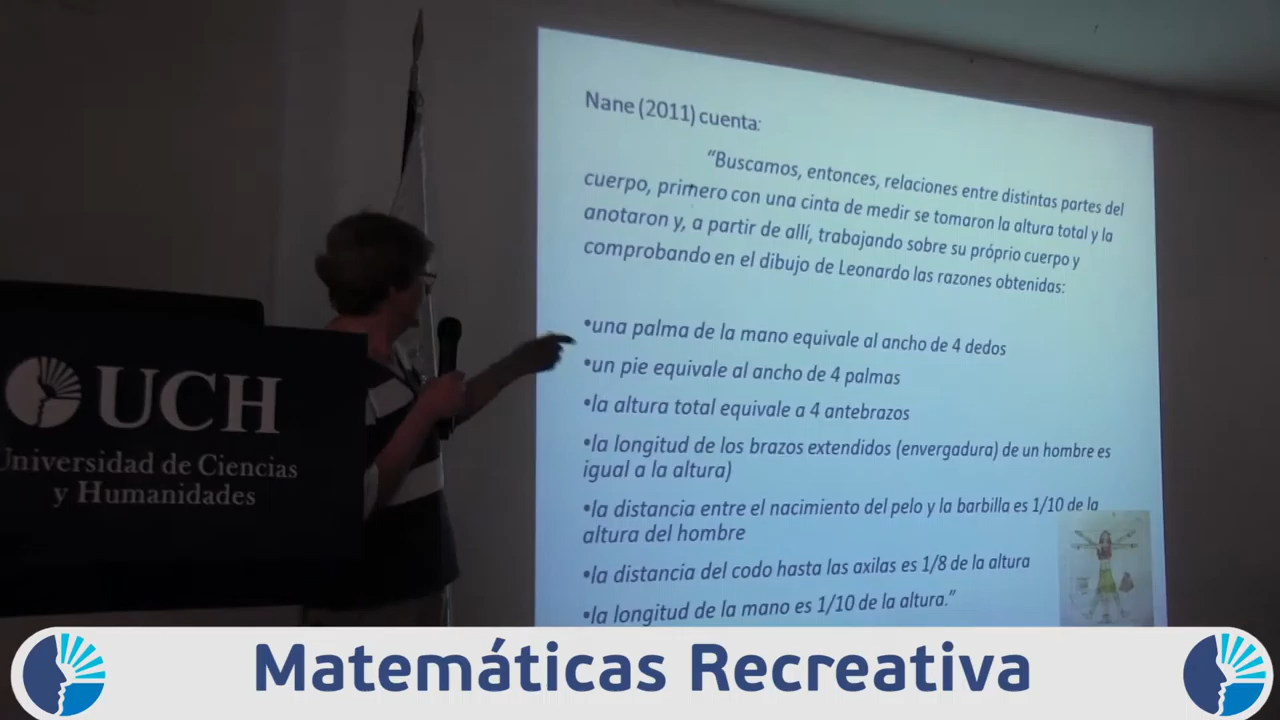 Nane (2011) cuenta:
“Buscamos, entonces, relaciones entre distintas partes del
cuerpo, primero con una cinta de medir se tomaron la altura total y la
anotaron y, a partir de allí, trabajando sobre su próprio cuerpo y
comprobando en el dibujo de Leonardo las razones obtenidas:
•una palma de la mano equivale al ancho de 4 dedos
•un pie equivale al ancho de 4 palmas
•la altura total equivale a 4 antebrazos
•la longitud de los brazos extendidos (envergadura) de un hombre es
igual a la altura)
•la distancia entre el nacimiento del pelo y la barbilla es 1/10 de la
altura del hombre
•la distancia del codo hasta las axilas es 1/8 de la altura
•la longitud de la mano es 1/10 de la altura.”
UCH
Universidad de Ciencias
y Humanidades
Matemáticas Recreativa